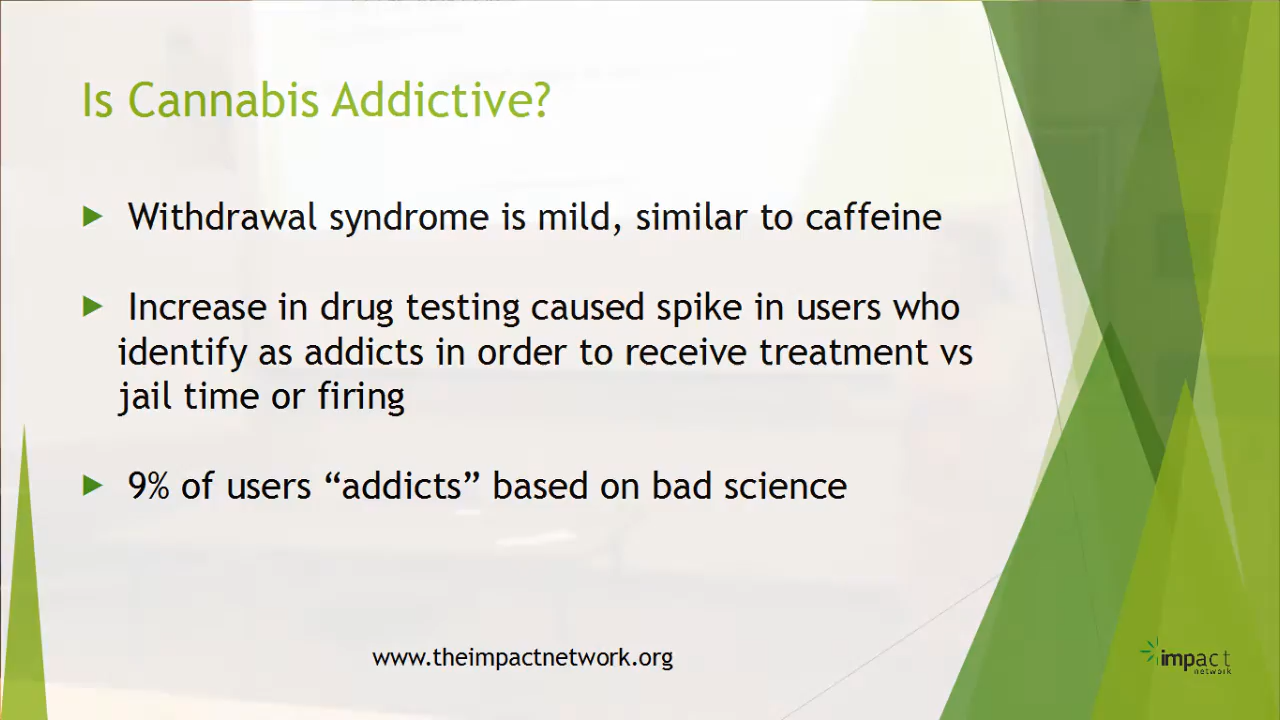 Is Cannabis Addictive?
Withdrawal syndrome is mild, similar to caffeine
Increase in drug testing caused spike in users who
identify as addicts in order to receive treatment vs
jail time or firing
9% of users “addicts” based on bad science
www.theimpactnetwork.org
impact
network